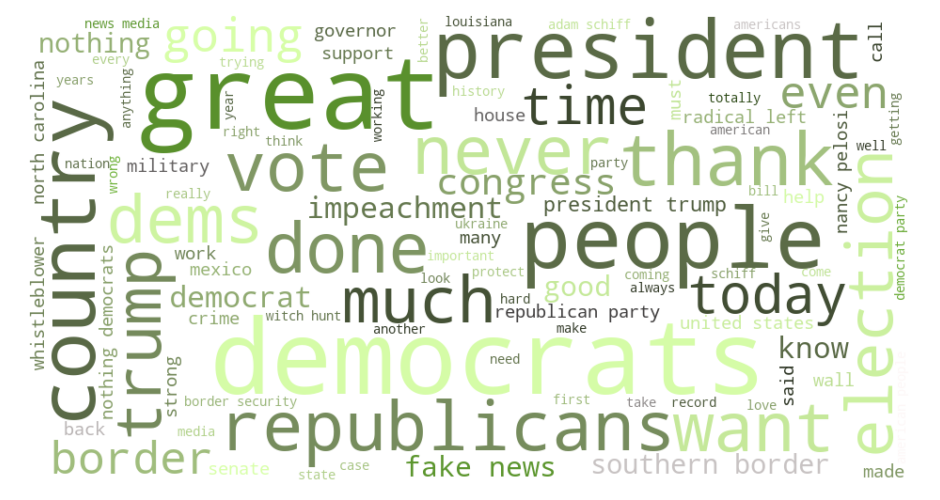 news media
louisiana
adam schiff
americans
nothing
going
governor
president
call
every
trying
support
better
years
great
history
time
even
anything
year
working
house
must
totally
radical left
getting
north carolina
right
think
american
country
nation
wrong
military
vote
never
thank
party
nancy pelosi
well
really
congress
bill
help
election
dems
impeachment
president trump
give
done
ukraine
many
people
important
democrat party
work
whistleblower
nothing democrats
trump
mexico
look
protect
coming
schiff
come
democrat
much
good
always
today
crime
witch hunt
hard
republican party
another
make
united states
democrats
need
know
strong
said
wall
border security
first
take
record
love
back
media
republicans
want
border
senate
state
case
fake news
southern border
made
american people